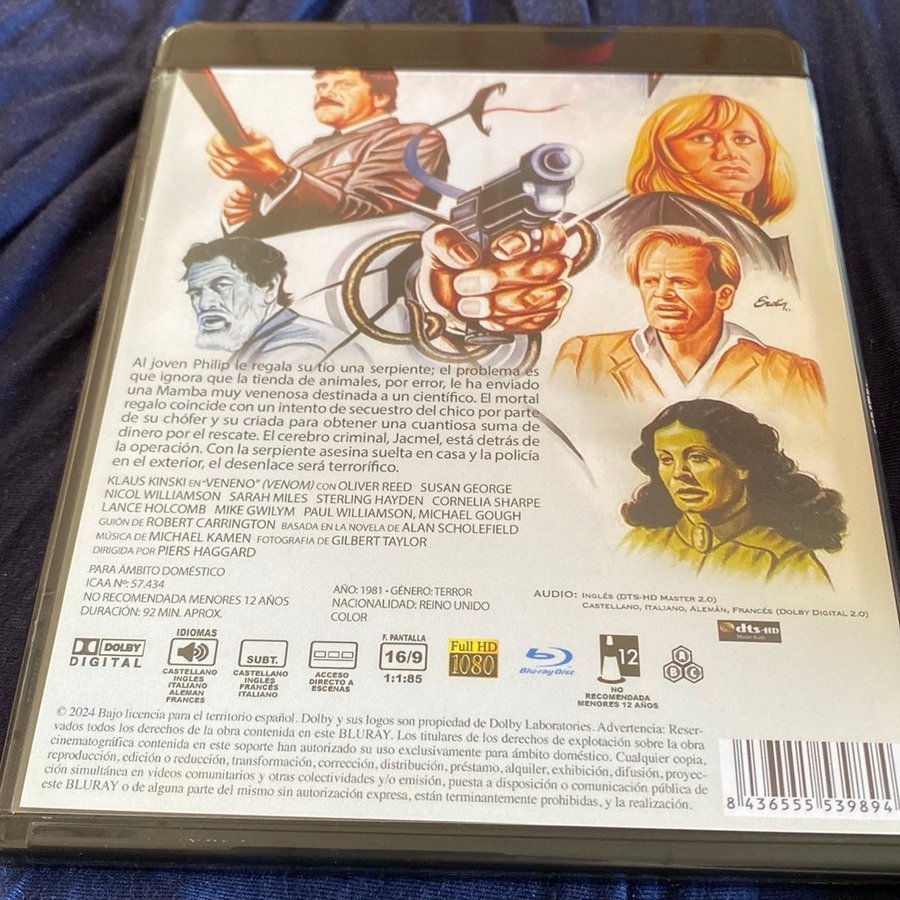 Al joven Philip le regala su tío una serpiente; el problema es
que ignora que la tienda de animales, por error, le ha enviado
una Mamba muy venenosa destinada a un científico. El mortal
regalo coincide con un intento de secuestro del chico por parte
de su chófer y su criada para obtener una cuantiosa suma de
dinero por el rescate. El cerebro criminal, Jacmel, está detrás de
la operación. Con la serpiente asesina suelta en casa y la policía
en el exterior, el desenlace será terrorífico.
KLAUS KINSKI EN "VENENO" (VENOM) CON OLIVER REED SUSAN GEORGE
NICOL WILLIAMSON SARAH MILES STERLING HAYDEN CORNELIA SHARPE
LANCE HOLCOMB MIKE GWILYM PAUL WILLIAMSON, MICHAEL GOUGH
GUIÓN DE ROBERT CARRINGTON BASADA EN LA NOVELA DE ALAN SCHOLEFIELD
MÚSICA DE MICHAEL KAMEN FOTOGRAFIA DE GILBERT TAYLOR
DIRIGIDA POR PIERS HAGGARD
PARA ÁMBITO DOMÉSTICO
ICAA Nº: 57.434
NO RECOMENDADA MENORES 12 AÑOS
DURACIÓN: 92 MIN. APROX.
AÑO: 1981 • GÉNERO: TERROR
NACIONALIDAD: REINO UNIDO
COLOR
AUDIO: INGLÉS (DTS-HD MASTER 2.0)
CASTELLANO, ITALIANO, ALEMÁN, FRANCÉS (DOLBY DIGITAL 2.0)
dts-HD
Master Audio
DOLBY
DIGITAL
IDIOMAS
CASTELLANO
INGLES
ITALIANO
ALEMAN
FRANCES
SUBT.
CASTELLANO
INGLÉS
FRANCÉS
ITALIANO
ACCESO
DIRECTO A
ESCENAS
F. PANTALLA
16/9
1:1:85
Full HD
1080
Blu-ray Disc
12
NO
RECOMENDADA
MENORES 12 AÑOS
A
B C
© 2024 Bajo licencia para el territorio español. Dolby y sus logos son propiedad de Dolby Laboratories. Advertencia: Reser-
vados todos los derechos de la obra contenida en este BLURAY. Los titulares de los derechos de explotación sobre la obra
cinematográfica contenida en este soporte han autorizado su uso exclusivamente para ámbito doméstico. Cualquier copia,
reproducción, edición o reducción, transformación, corrección, distribución, préstamo, alquiler, exhibición, difusión, proyec-
ción simultánea en videos comunitarios y otras colectividades y/o emisión, puesta a disposición o comunicación pública de
este BLURAY o de alguna parte del mismo sin autorización expresa, están terminantemente prohibidas, y la realización.
8 436555 539894